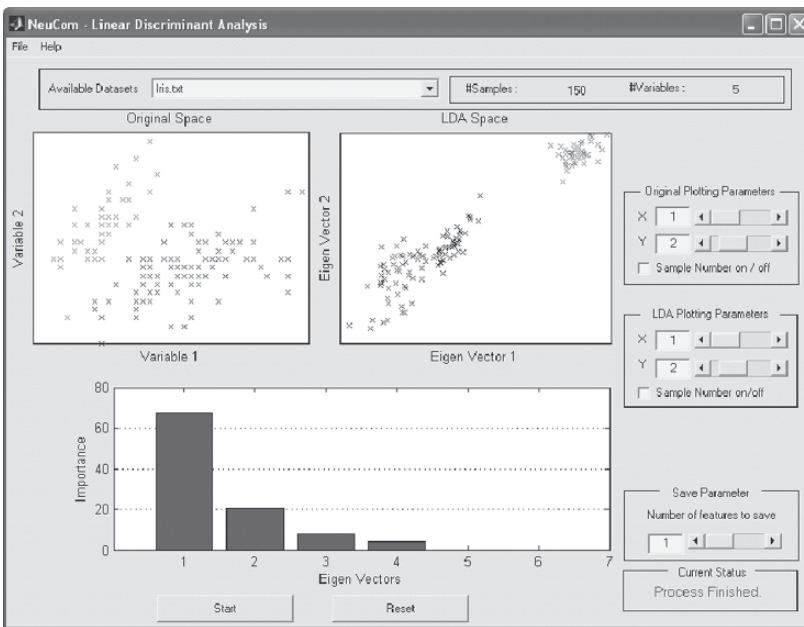 NeuCom - Linear Discriminant Analysis
File Help
Available Datasets Iris.txt #Samples : 150 #Variables : 5
Original Space
LDA Space
Variable 2
Variable 1
Eigen Vector 2
Eigen Vector 1
Original Plotting Parameters
X 1
Y 2
Sample Number on / off
LDA Plotting Parameters
X 1
Y 2
Sample Number on/off
Importance
80
60
40
20
0
1 2 3 4 5 6 7
Eigen Vectors
Save Parameter
Number of features to save
1
Current Status
Process Finished.
Start Reset